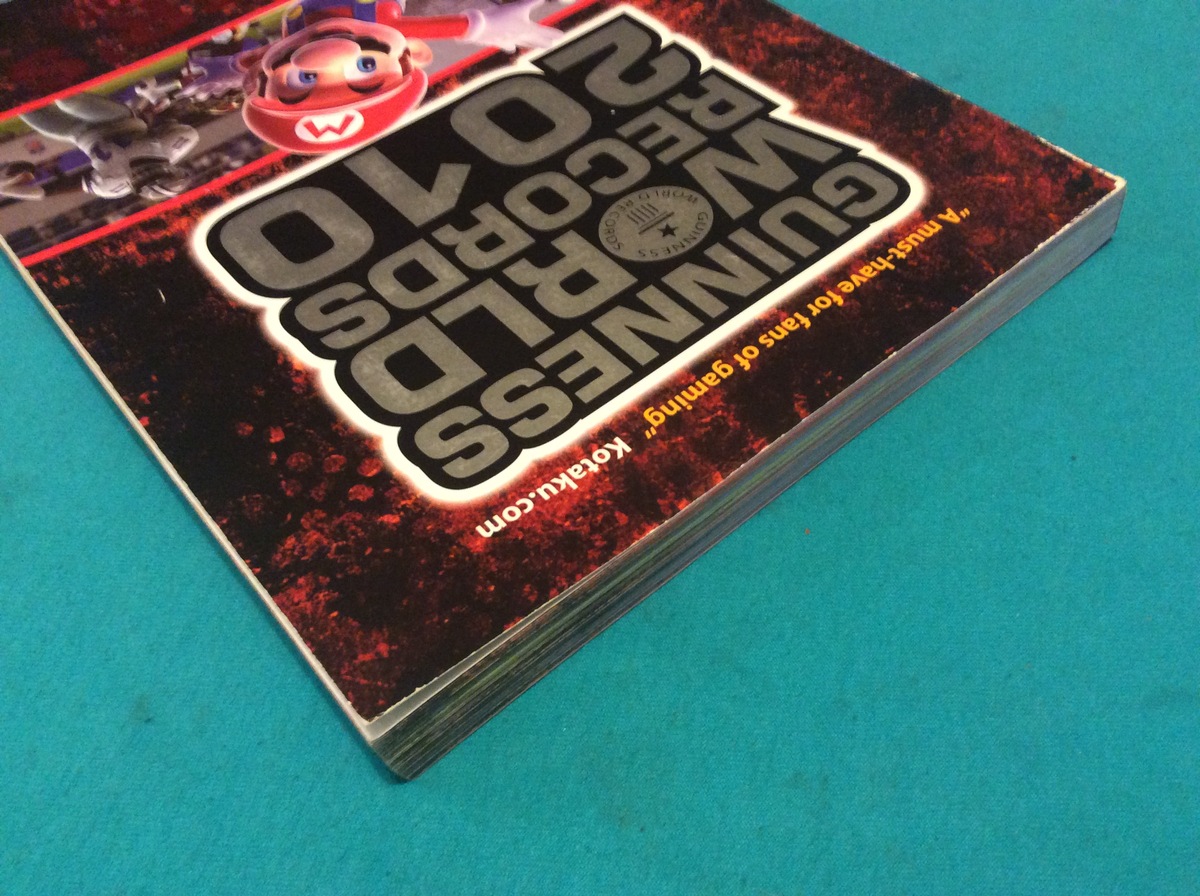 "A must-have for fans of gaming" Kotaku.com
GUINNESS
WORLD
RECORDS
2010
GUINNESS
WORLD RECORDS
M